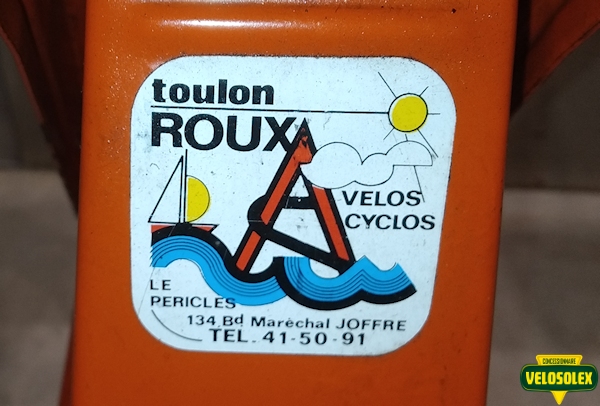 toulon
ROUX
VELOS
CYCLOS
LE
PERICLES
134 Bd Maréchal JOFFRE
TEL. 41-50-91
CONCESSIONNAIRE
VELOSOLEX